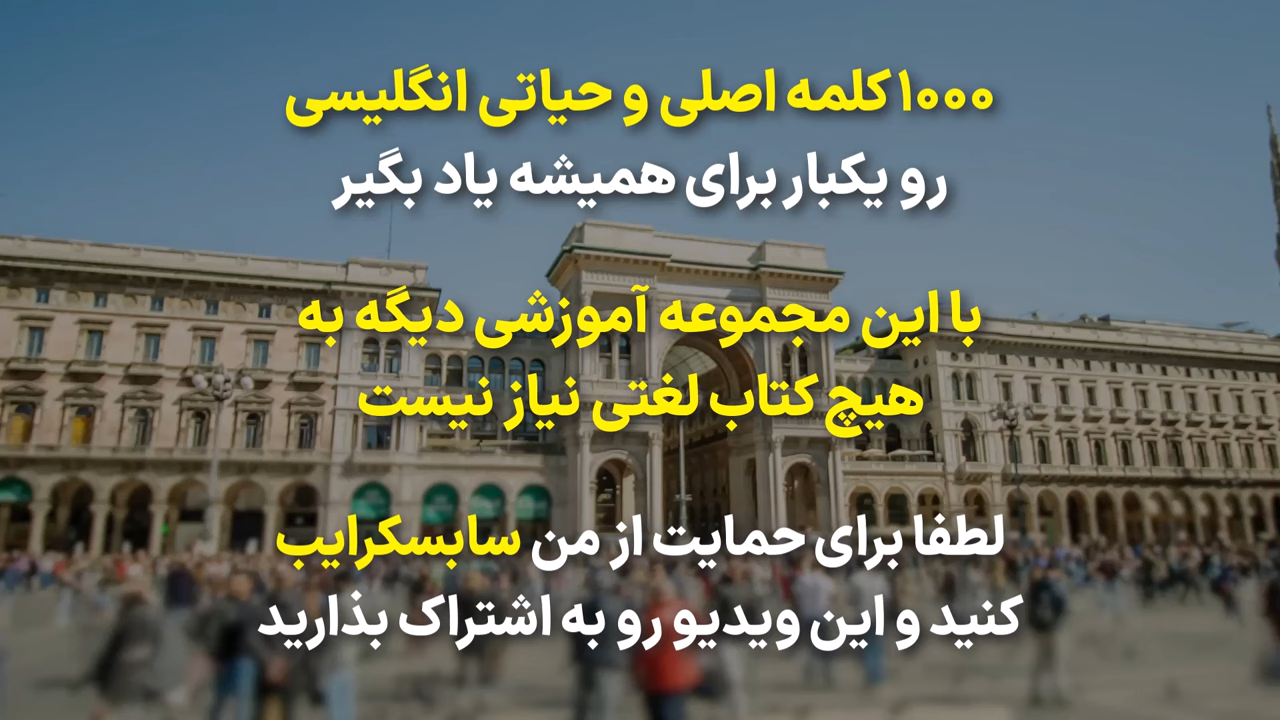 ۱۰۰۰ کلمه اصلی و حیاتی انگلیسی
رو یکبار برای همیشه یاد بگیر
با این مجموعه آموزشی دیگه به
هیچ کتاب لغتی نیاز نیست
لطفا برای حمایت از من سابسکرایب
کنید و این ویدیو رو به اشتراک بذارید